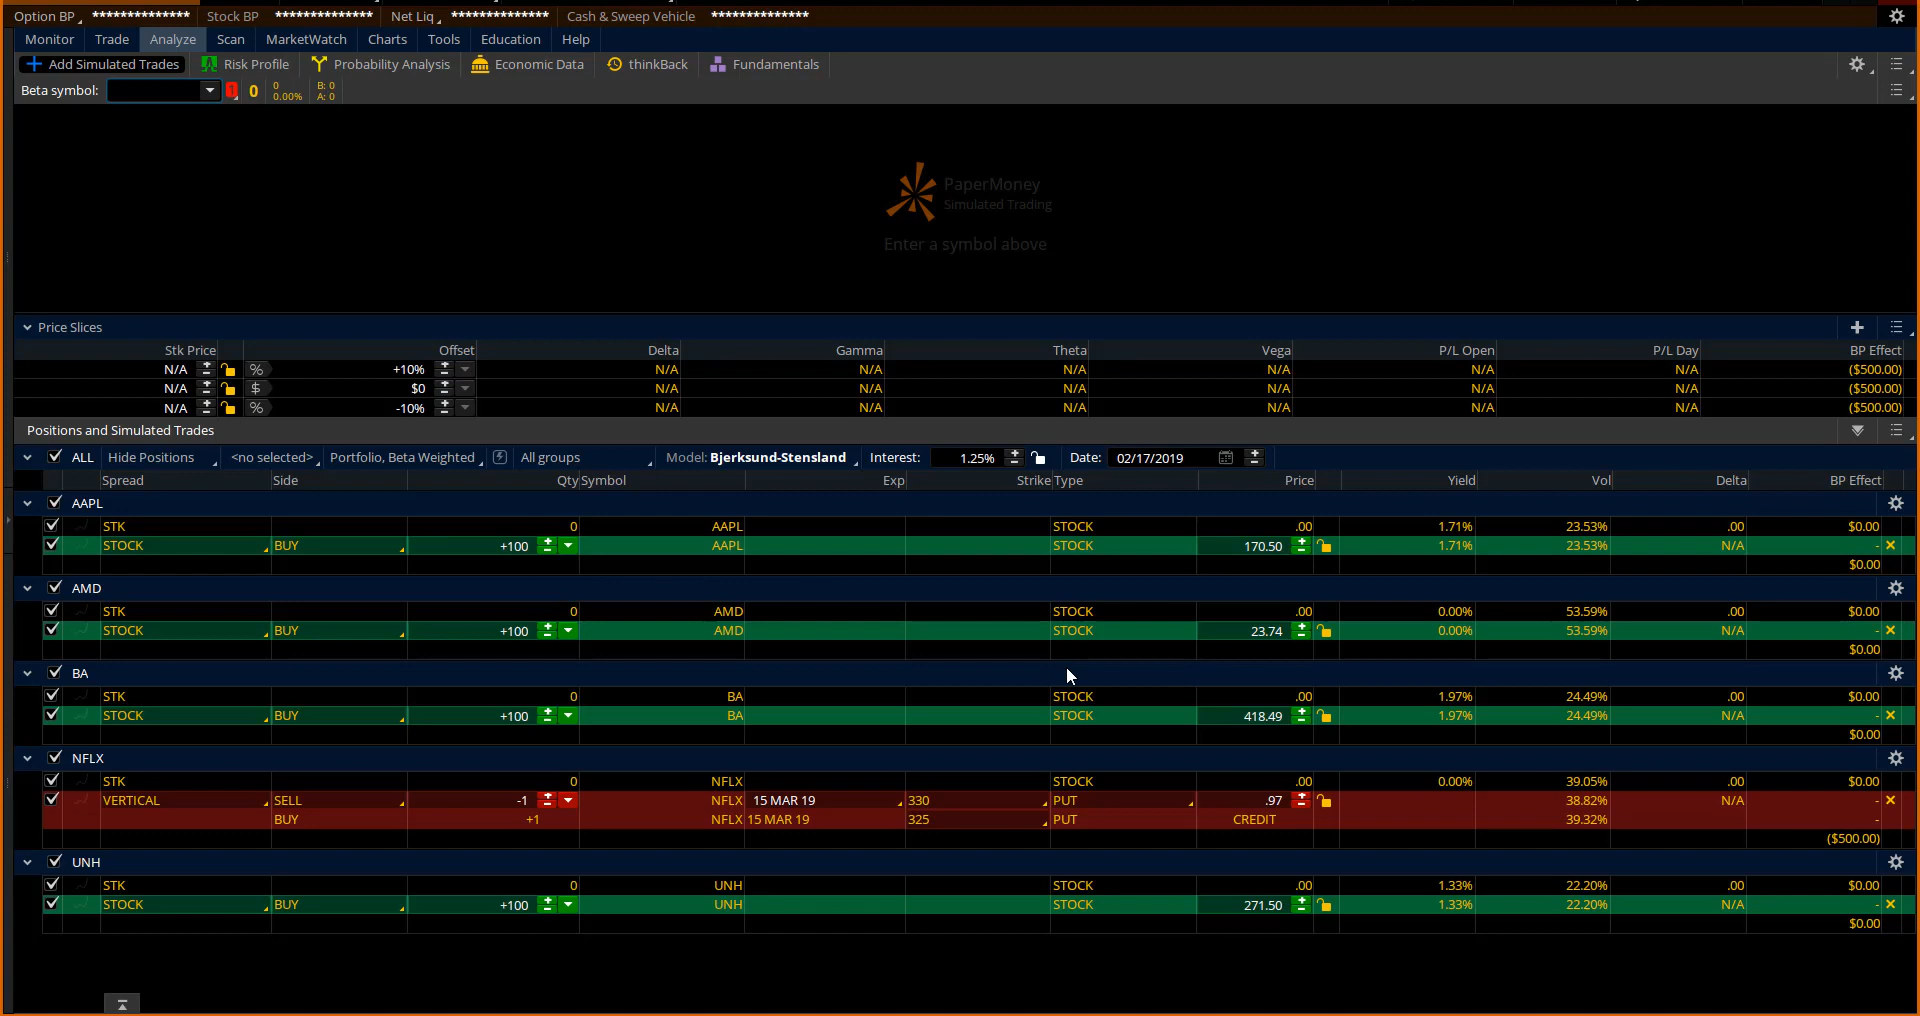 Option BP ************** Stock BP ************** Net Liq ************** Cash & Sweep Vehicle **************
Monitor Trade Analyze Scan MarketWatch Charts Tools Education Help
+ Add Simulated Trades Risk Profile Probability Analysis Economic Data thinkBack Fundamentals
Beta symbol: 1 0 0 0.00% B: 0 A: 0
PaperMoney
Simulated Trading
Enter a symbol above
Price Slices
Stk Price Offset Delta Gamma Theta Vega P/L Open P/L Day BP Effect
N/A % +10% N/A N/A N/A N/A N/A N/A ($500.00)
N/A $ $0 N/A N/A N/A N/A N/A N/A ($500.00)
N/A % -10% N/A N/A N/A N/A N/A N/A ($500.00)
Positions and Simulated Trades
ALL Hide Positions <no selected> Portfolio, Beta Weighted All groups Model: Bjerksund-Stensland Interest: 1.25% Date: 02/17/2019
Spread Side Qty Symbol Exp Strike Type Price Yield Vol Delta BP Effect
AAPL
STK 0 AAPL STOCK .00 1.71% 23.53% .00 $0.00
STOCK BUY +100 AAPL STOCK 170.50 1.71% 23.53% N/A -
$0.00
AMD
STK 0 AMD STOCK .00 0.00% 53.59% .00 $0.00
STOCK BUY +100 AMD STOCK 23.74 0.00% 53.59% N/A -
$0.00
BA
STK 0 BA STOCK .00 1.97% 24.49% .00 $0.00
STOCK BUY +100 BA STOCK 418.49 1.97% 24.49% N/A -
$0.00
NFLX
STK 0 NFLX STOCK .00 0.00% 39.05% .00 $0.00
VERTICAL SELL -1 NFLX 15 MAR 19 330 PUT .97 38.82% N/A -
BUY +1 NFLX 15 MAR 19 325 PUT CREDIT 39.32% -
($500.00)
UNH
STK 0 UNH STOCK .00 1.33% 22.20% .00 $0.00
STOCK BUY +100 UNH STOCK 271.50 1.33% 22.20% N/A -
$0.00